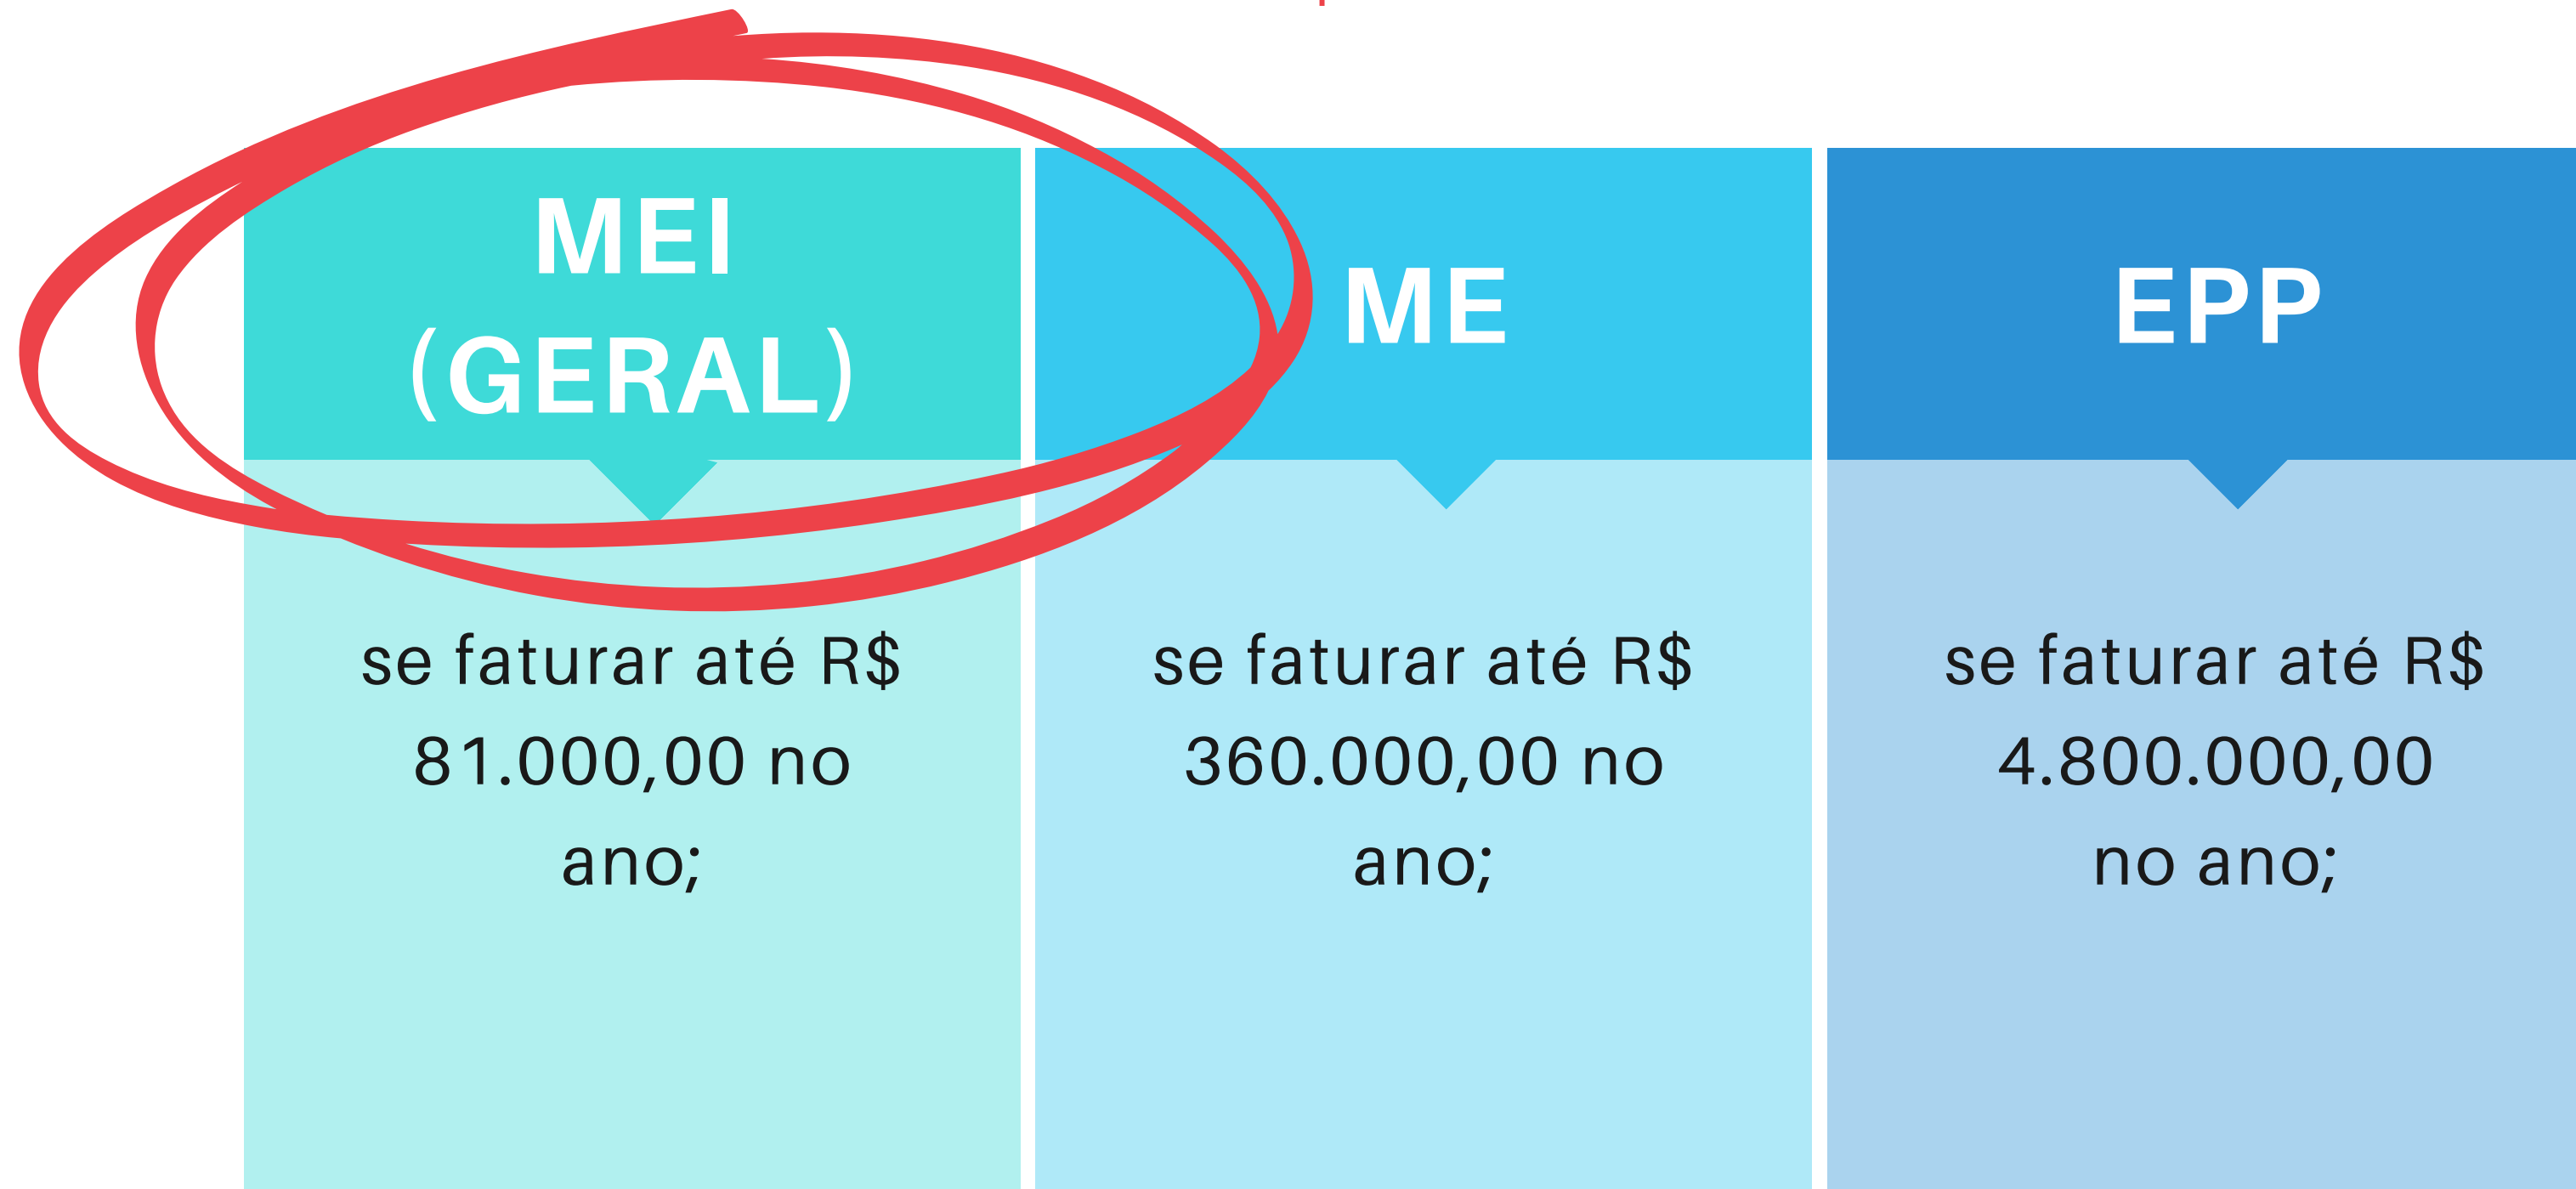 MEI
(GERAL)
se faturar até R$
81.000,00 no
ano;
ME
se faturar até R$
360.000,00 no
ano;
EPP
se faturar até R$
4.800.000,00
no ano;